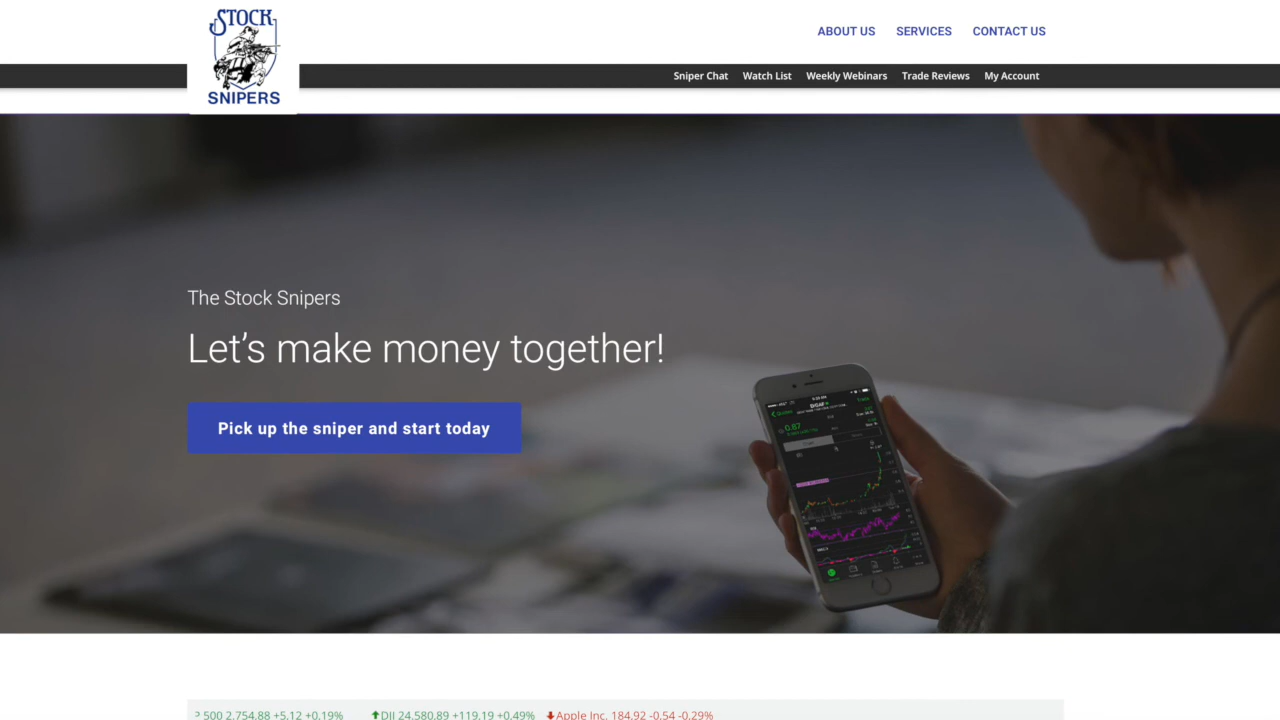 STOCK
SNIPERS
ABOUT US SERVICES CONTACT US
Sniper Chat Watch List Weekly Webinars Trade Reviews My Account
The Stock Snipers
Let's make money together!
Pick up the sniper and start today
0.87
500 2,754.88 +5.12 +0.19% DJI 24,580.89 +119.19 +0.49% Apple Inc. 184.92 -0.54 -0.29%